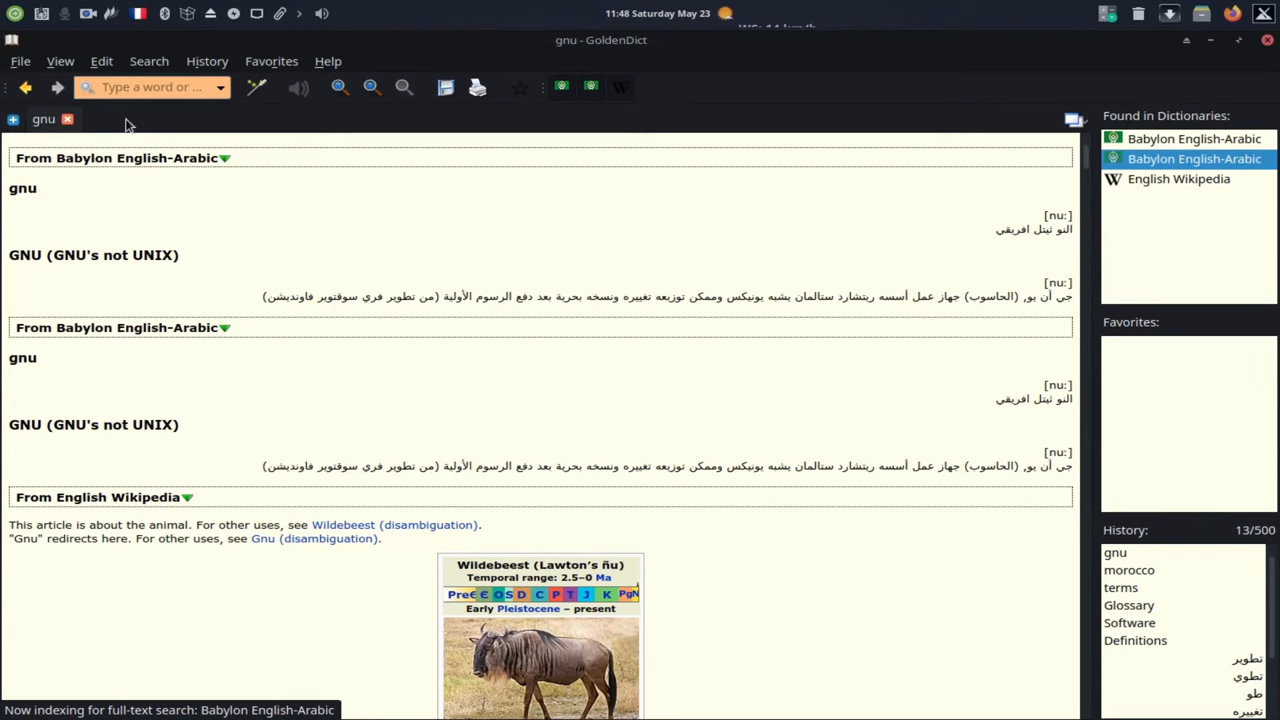 11:48 Saturday May 23
gnu - GoldenDict
File View Edit Search History Favorites Help
Type a word or ...
gnu
From Babylon English-Arabic
gnu
[nu:]
النو ثيتل افريقي
GNU (GNU's not UNIX)
[nu:]
جي أن يو, (الحاسوب) جهاز عمل أسسه ريتشارد ستالمان يشبه يونيكس وممكن توزيعه تغييره ونسخه بحرية بعد دفع الرسوم الأولية (من تطوير فري سوقتوير فاونديشن)
From Babylon English-Arabic
gnu
[nu:]
النو ثيتل افريقي
GNU (GNU's not UNIX)
[nu:]
جي أن يو, (الحاسوب) جهاز عمل أسسه ريتشارد ستالمان يشبه يونيكس وممكن توزيعه تغييره ونسخه بحرية بعد دفع الرسوم الأولية (من تطوير فري سوقتوير فاونديشن)
From English Wikipedia
This article is about the animal. For other uses, see Wildebeest (disambiguation).
"Gnu" redirects here. For other uses, see Gnu (disambiguation).
Wildebeest (Lawton's ñu)
Temporal range: 2.5–0 Ma
PreЄ Є O S D C P T J K PgN
Early Pleistocene – present
Now indexing for full-text search: Babylon English-Arabic
Found in Dictionaries:
Babylon English-Arabic
Babylon English-Arabic
English Wikipedia
Favorites:
History: 13/500
gnu
morocco
terms
Glossary
Software
Definitions
تطوير
تطوي
طو
تغييره